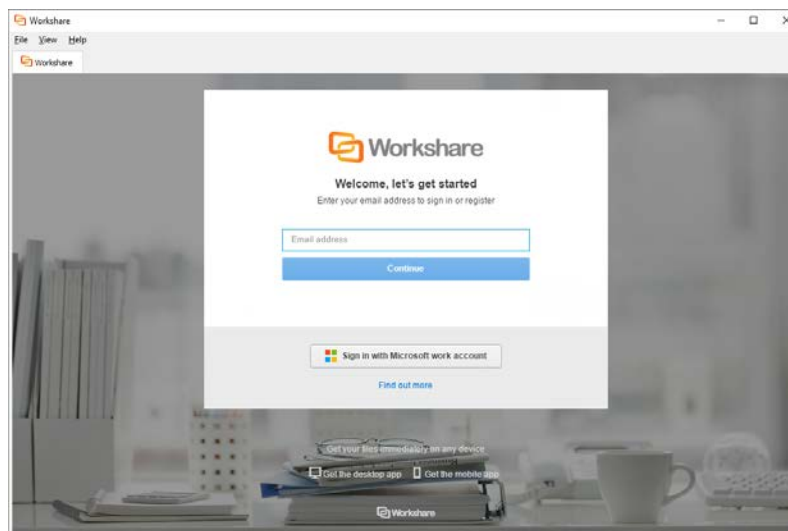 Workshare
File View Help
Workshare
Workshare
Welcome, let's get started
Enter your email address to sign in or register
Email address
Continue
Sign in with Microsoft work account
Find out more
Get your files immediately on any device
Get the desktop app Get the mobile app
Workshare